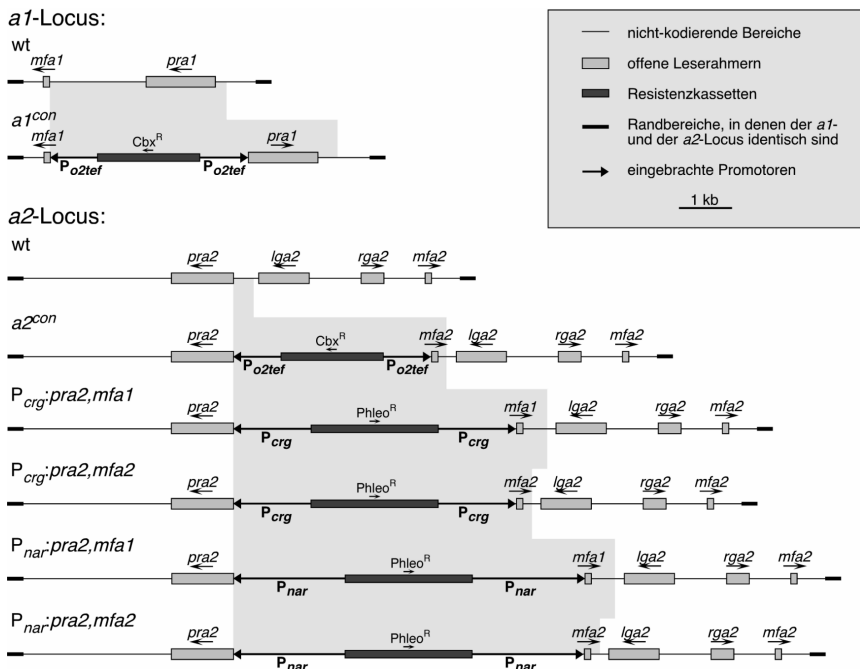 a1-Locus:
wt
mfa1 pra1
a1con
mfa1 CbxR pra1
Po2tef Po2tef
nicht-kodierende Bereiche
offene Leserahmern
Resistenzkassetten
Randbereiche, in denen der a1-
und der a2-Locus identisch sind
eingebrachte Promotoren
1 kb
a2-Locus:
wt
pra2 lga2 rga2 mfa2
a2con
pra2 CbxR mfa2 lga2 rga2 mfa2
Po2tef Po2tef
Pcrg:pra2,mfa1
pra2 PhleoR mfa1 lga2 rga2 mfa2
Pcrg Pcrg
Pcrg:pra2,mfa2
pra2 PhleoR mfa2 lga2 rga2 mfa2
Pcrg Pcrg
Pnar:pra2,mfa1
pra2 PhleoR mfa1 lga2 rga2 mfa2
Pnar Pnar
Pnar:pra2,mfa2
pra2 PhleoR mfa2 lga2 rga2 mfa2
Pnar Pnar